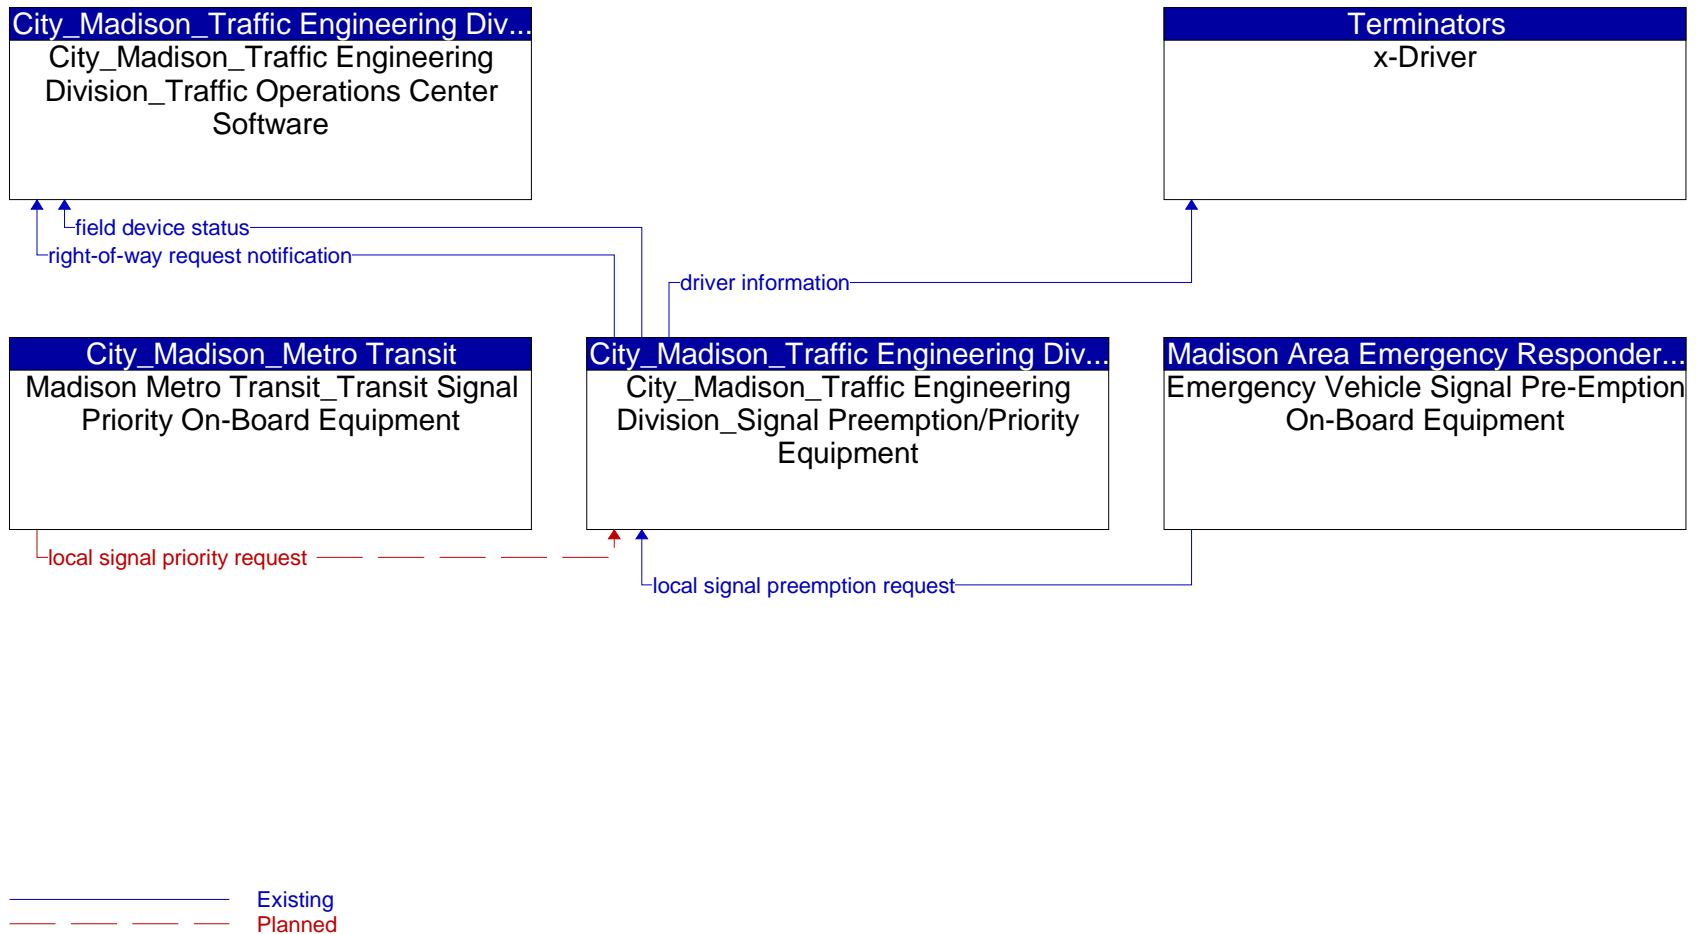 City_Madison_Traffic Engineering Div...
City_Madison_Traffic Engineering
Division_Traffic Operations Center
Software
Terminators
x-Driver
field device status
right-of-way request notification
driver information
City_Madison_Metro Transit
Madison Metro Transit_Transit Signal
Priority On-Board Equipment
City_Madison_Traffic Engineering Div...
City_Madison_Traffic Engineering
Division_Signal Preemption/Priority
Equipment
Madison Area Emergency Responder...
Emergency Vehicle Signal Pre-Emption
On-Board Equipment
local signal priority request
local signal preemption request
Existing
Planned